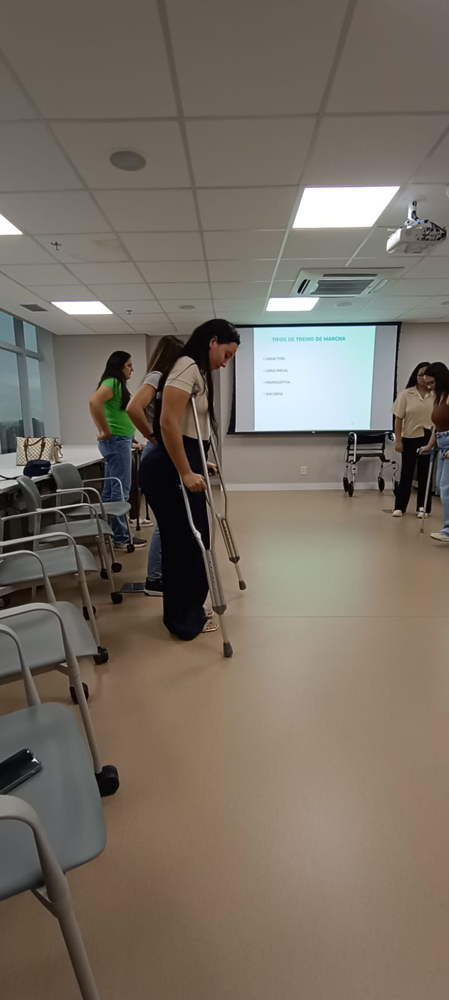 TIPOS DE TREINO DE MARCHA
• CARGA TOTAL
• CARGA PARCIAL
• PROPRIOCEPTIVA
• SEM CARGA